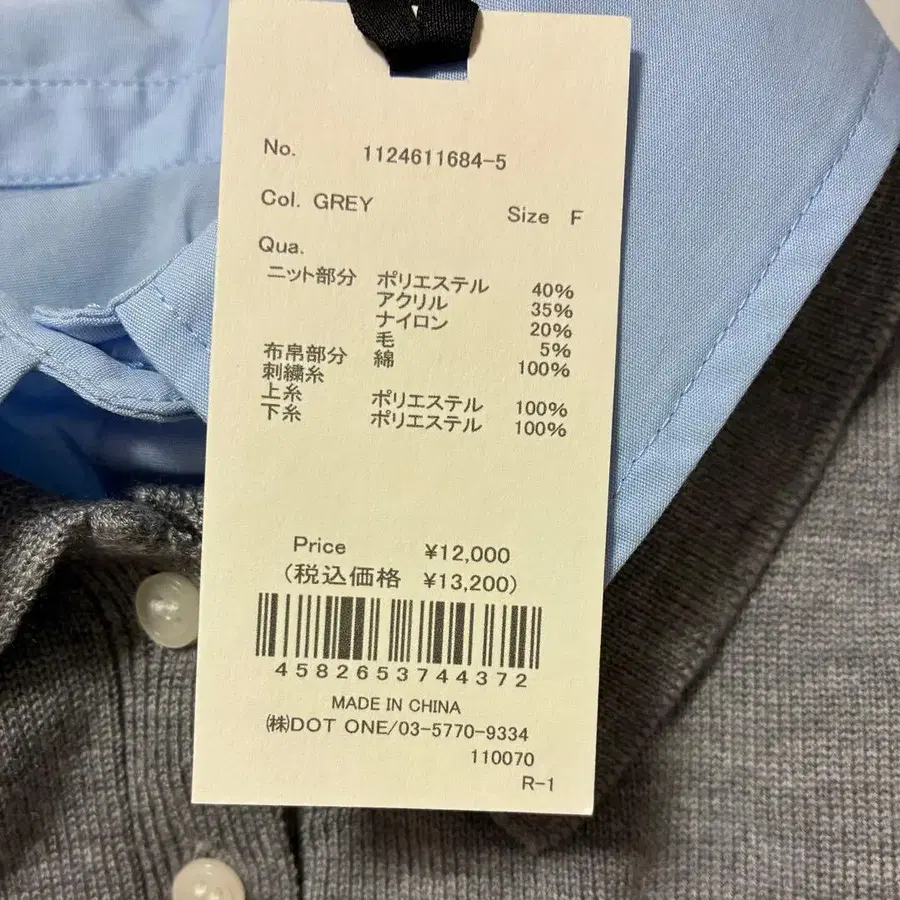 No. 1124611684-5
Col. GREY Size F
Qua.
ニット部分 ポリエステル 40%
アクリル 35%
ナイロン 20%
毛 5%
布帛部分 綿 100%
刺繍糸
上糸 ポリエステル 100%
下糸 ポリエステル 100%
Price ¥12,000
(税込価格 ¥13,200)
4582653744372
MADE IN CHINA
㈱DOT ONE/03-5770-9334
110070
R-1